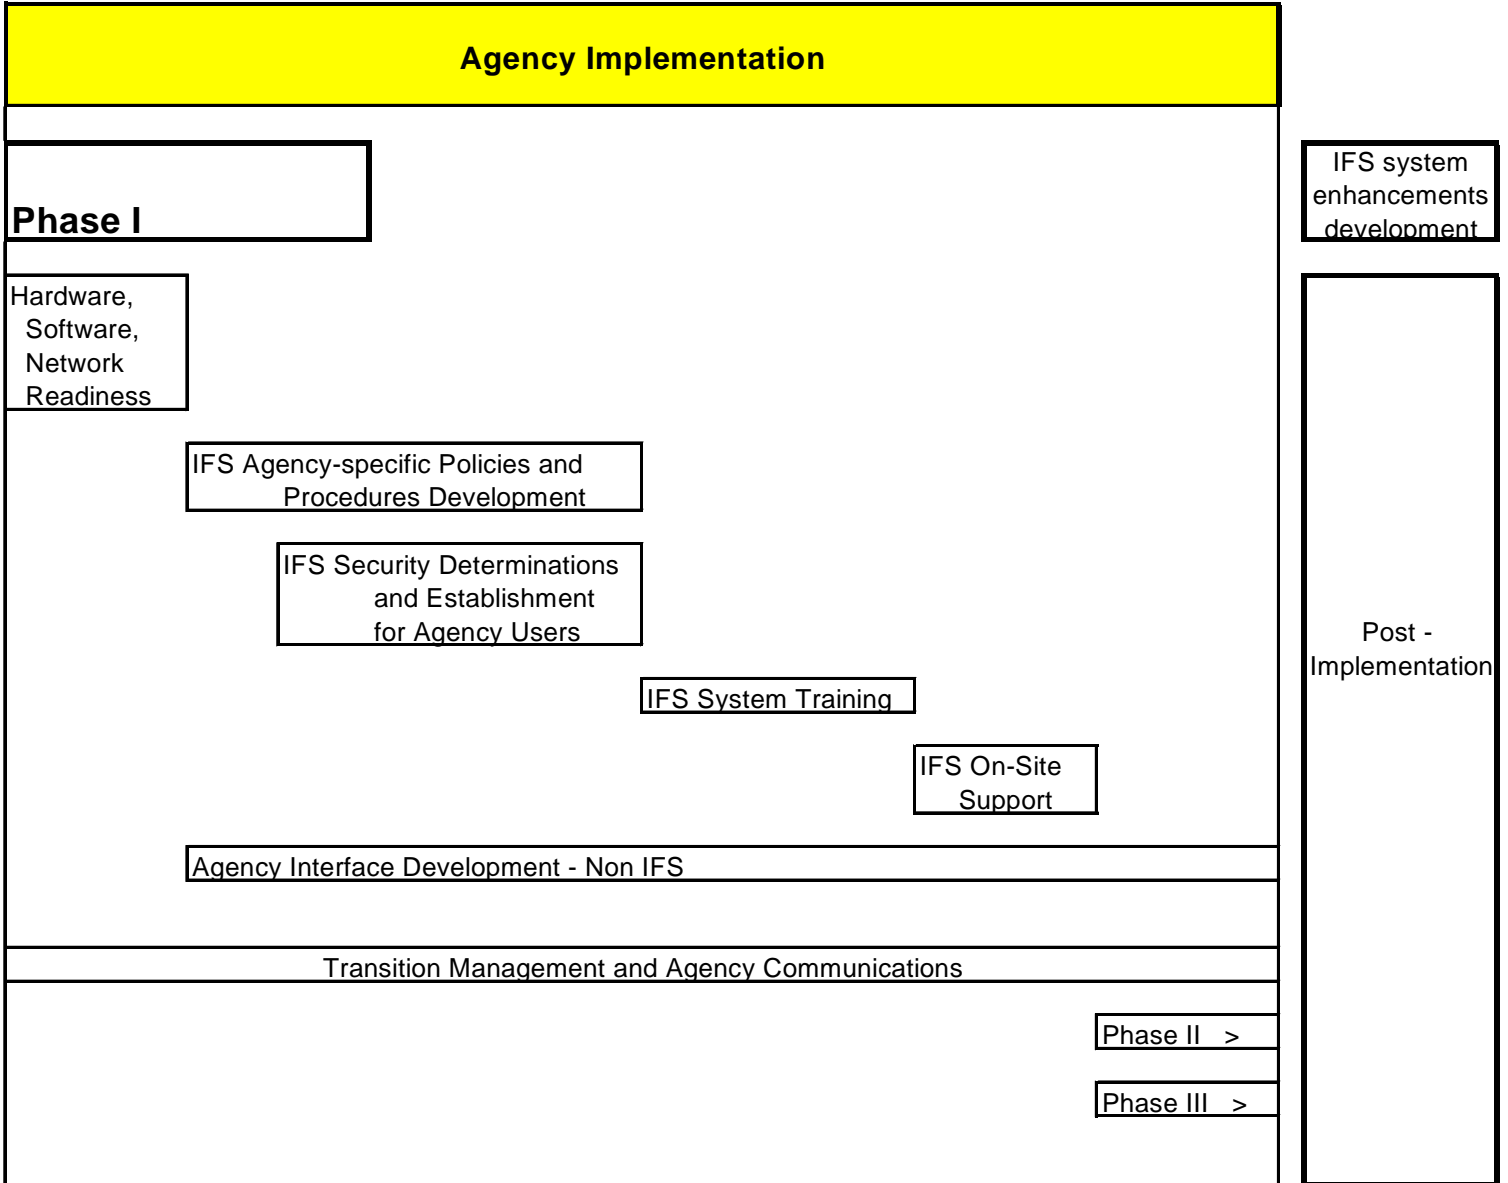 Agency Implementation
Phase I
IFS system
enhancements
development
Hardware,
Software,
Network
Readiness
IFS Agency-specific Policies and
Procedures Development
IFS Security Determinations
and Establishment
for Agency Users
Post -
Implementation
IFS System Training
IFS On-Site
Support
Agency Interface Development - Non IFS
Transition Management and Agency Communications
Phase II >
Phase III >